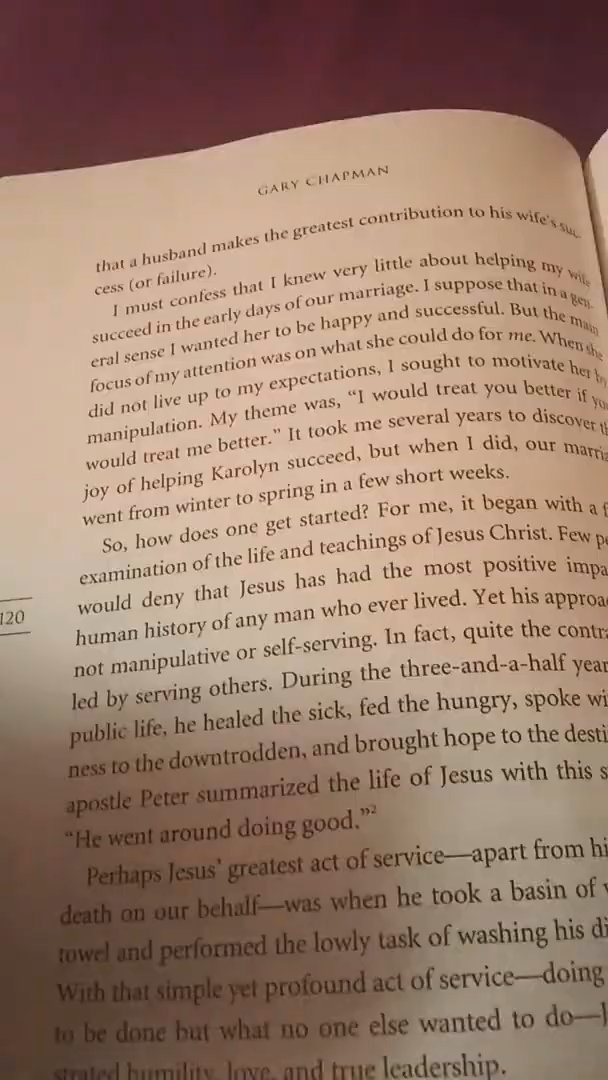 GARY CHAPMAN
that a husband makes the greatest contribution to his wife's suc-
cess (or failure).
I must confess that I knew very little about helping my wife
succeed in the early days of our marriage. I suppose that in a gen-
eral sense I wanted her to be happy and successful. But the main
focus of my attention was on what she could do for me. When she
did not live up to my expectations, I sought to motivate her by
manipulation. My theme was, “I would treat you better if you
would treat me better.” It took me several years to discover
joy of helping Karolyn succeed, but when I did, our
went from winter to spring in a few short weeks.
So, how does one get started? For me, it began with a
examination of the life and teachings of Jesus Christ. Few
would deny that Jesus has had the most positive
human history of any man who ever lived. Yet his
120
not manipulative or self-serving. In fact, quite the
led by serving others. During the three-and-a-half
public life, he healed the sick, fed the hungry, spoke
ness to the downtrodden, and brought hope to the
apostle Peter summarized the life of Jesus with this
“He went around doing good.”2
Perhaps Jesus' greatest act of service—apart from
death on our behalf—was when he took a basin of
towel and performed the lowly task of washing his
With that simple yet profound act of service—doing
to be done but what no one else wanted to do—
strated humility, love, and true leadership.